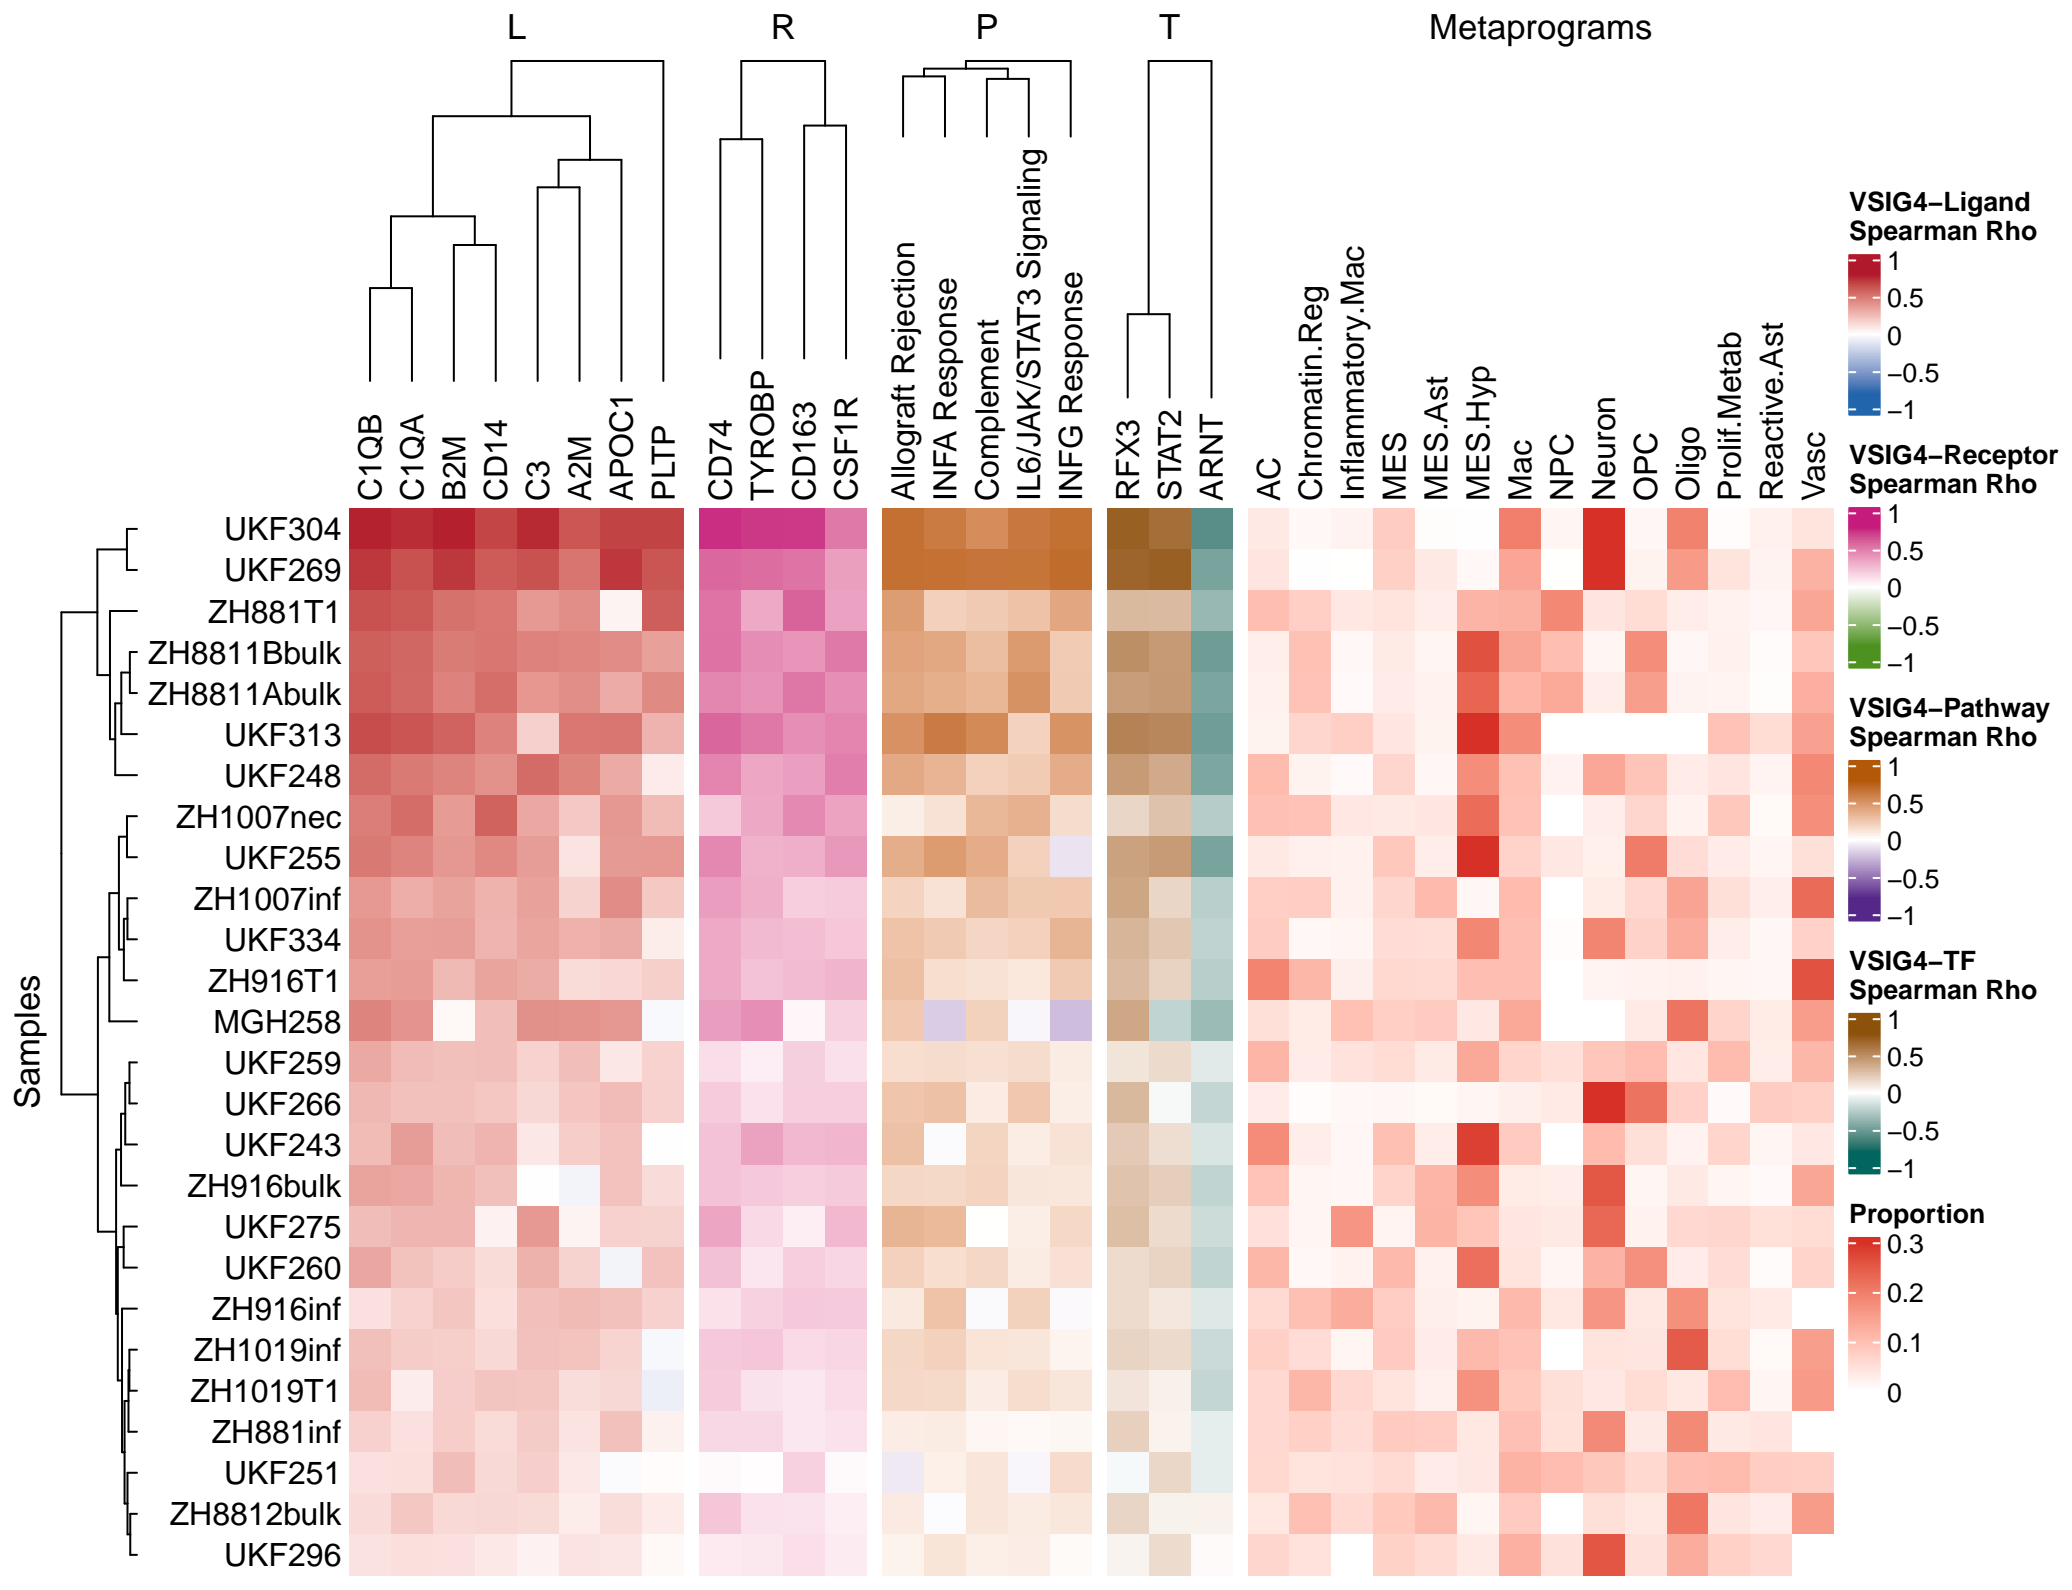 L R P T Metaprograms
C1QB
C1QA
B2M
CD14
C3
A2M
APOC1
PLTP
CD74
TYROBP
CD163
CSF1R
Allograft Rejection
INFA Response
Complement
IL6/JAK/STAT3 Signaling
INFG Response
RFX3
STAT2
ARNT
AC
Chromatin.Reg
Inflammatory.Mac
MES
MES.Ast
MES.Hyp
Mac
NPC
Neuron
OPC
Oligo
Prolif.Metab
Reactive.Ast
Vasc
Samples
UKF304
UKF269
ZH881T1
ZH8811Bbulk
ZH8811Abulk
UKF313
UKF248
ZH1007nec
UKF255
ZH1007inf
UKF334
ZH916T1
MGH258
UKF259
UKF266
UKF243
ZH916bulk
UKF275
UKF260
ZH916inf
ZH1019inf
ZH1019T1
ZH881inf
UKF251
ZH8812bulk
UKF296
VSIG4−Ligand
Spearman Rho
1
0.5
0
−0.5
−1
VSIG4−Receptor
Spearman Rho
1
0.5
0
−0.5
−1
VSIG4−Pathway
Spearman Rho
1
0.5
0
−0.5
−1
VSIG4−TF
Spearman Rho
1
0.5
0
−0.5
−1
Proportion
0.3
0.2
0.1
0